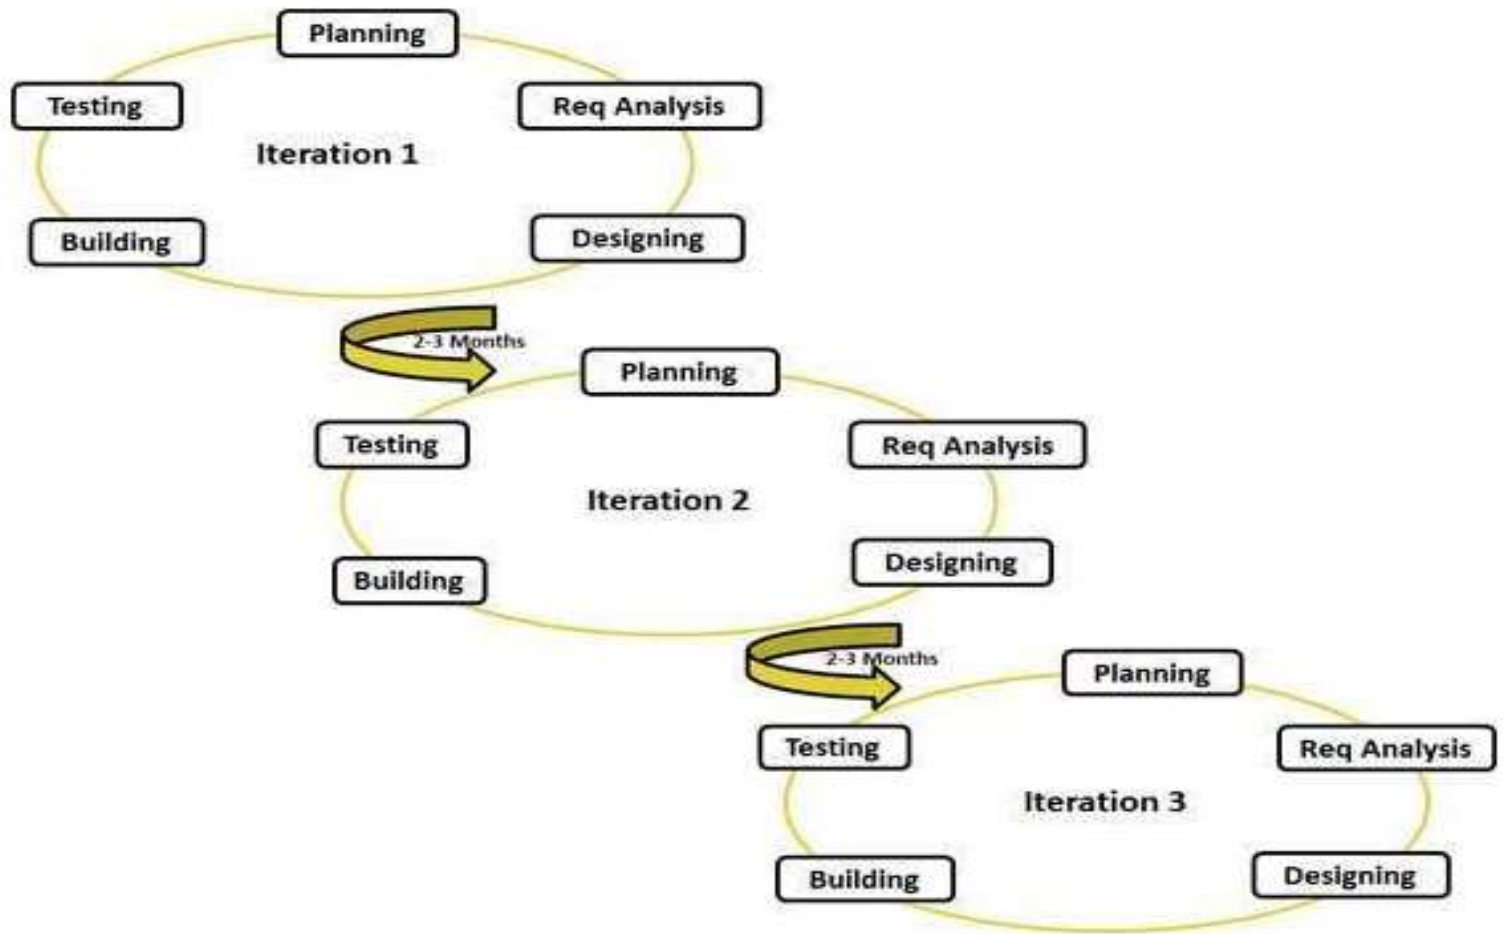 Planning
Testing
Req Analysis
Iteration 1
Building
Designing
2-3 Months
Planning
Testing
Req Analysis
Iteration 2
Building
Designing
2-3 Months
Planning
Testing
Req Analysis
Iteration 3
Building
Designing